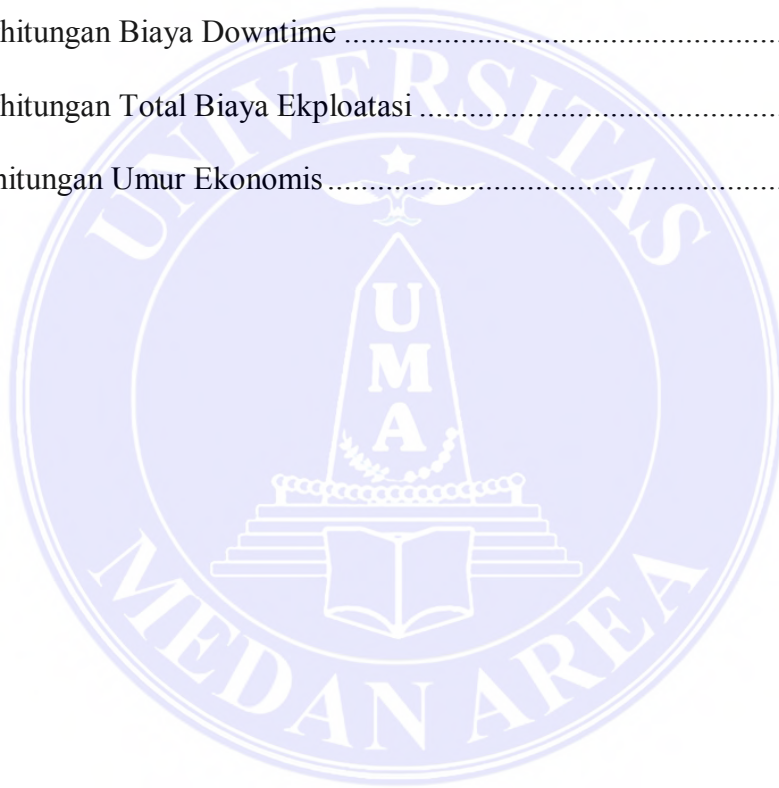 hitungan Biaya Downtime ........................................................
hitungan Total Biaya Ekploatasi ..............................................
hitungan Umur Ekonomis ..........................................................
UNIVERSITAS
UMA
MEDAN AREA